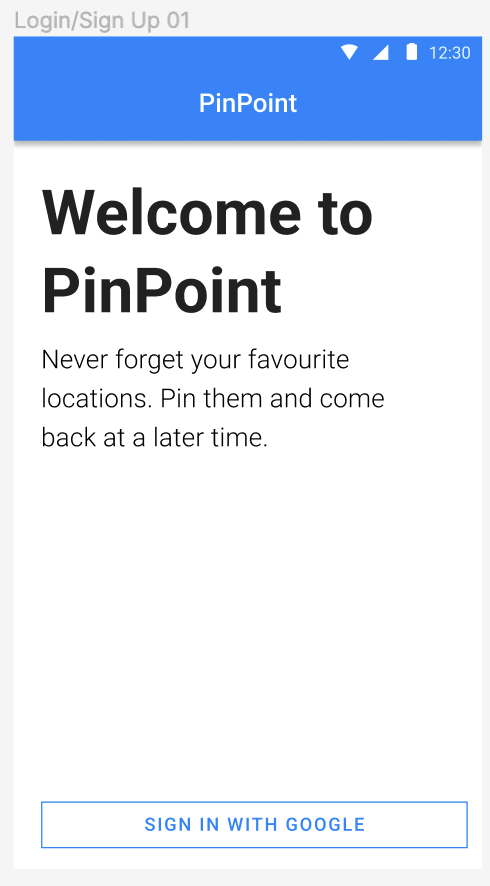 Login/Sign Up 01
12:30
PinPoint
Welcome to
PinPoint
Never forget your favourite
locations. Pin them and come
back at a later time.
SIGN IN WITH GOOGLE